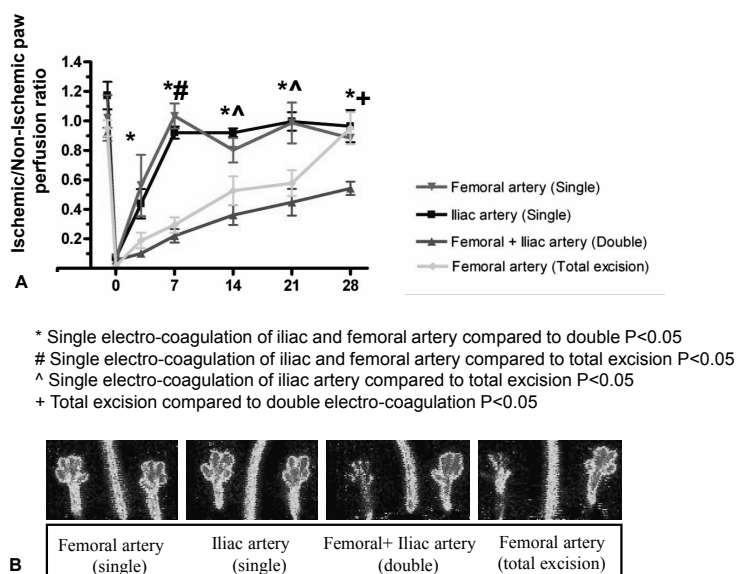 Ischemic/Non-Ischemic paw
perfusion ratio
1.4
1.2
1.0
0.8
0.6
0.4
0.2
* *# *^ *^ *+
0 7 14 21 28
A
Femoral artery (Single)
Iliac artery (Single)
Femoral + Iliac artery (Double)
Femoral artery (Total excision)
* Single electro-coagulation of iliac and femoral artery compared to double P<0.05
# Single electro-coagulation of iliac and femoral artery compared to total excision P<0.05
^ Single electro-coagulation of iliac artery compared to total excision P<0.05
+ Total excision compared to double electro-coagulation P<0.05
B
Femoral artery
(single)
Iliac artery
(single)
Femoral+ Iliac artery
(double)
Femoral artery
(total excision)